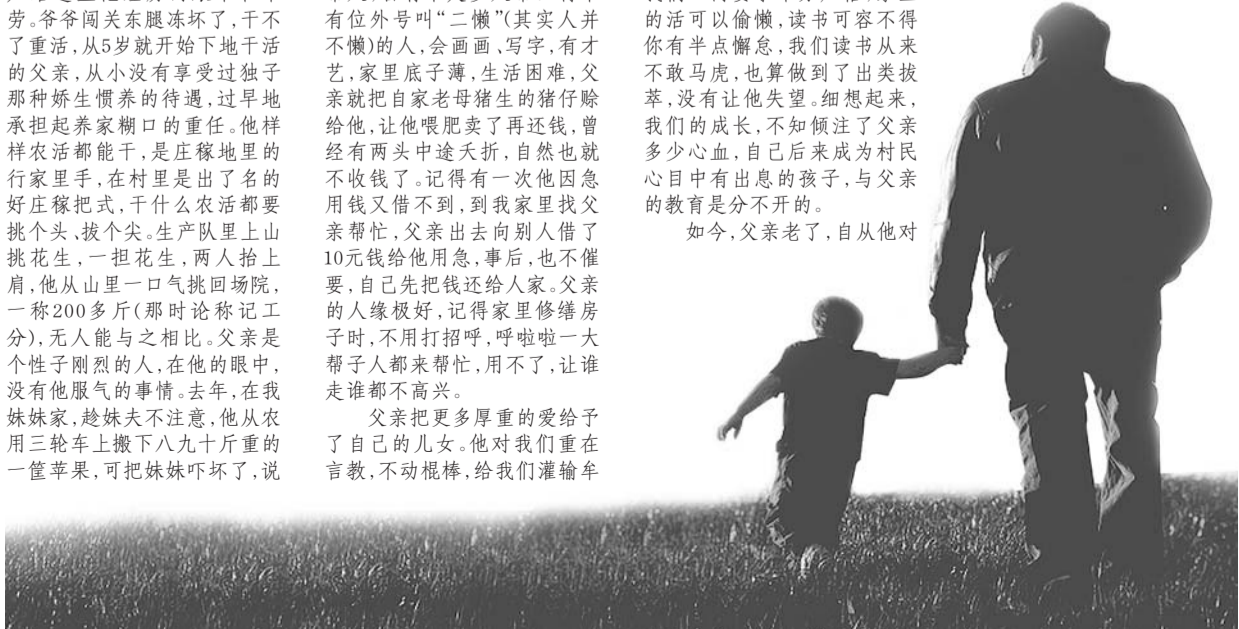 劳。爷爷闯关东腿冻坏了,干不
了重活,从5岁就开始下地干活
的父亲,从小没有享受过独子
那种娇生惯养的待遇,过早地
承担起养家糊口的重任。他样
样农活都能干,是庄稼地里的
行家里手,在村里是出了名的
好庄稼把式,干什么农活都要
挑个头、拔个尖。生产队里上山
挑花生,一担花生,两人抬上
肩,他从山里一口气挑回场院,
一称200多斤(那时论称记工
分),无人能与之相比。父亲是
个性子刚烈的人,在他的眼中,
没有他服气的事情。去年,在我
妹妹家,趁妹夫不注意,他从农
用三轮车上搬下八九十斤重的
一筐苹果,可把妹妹吓坏了,说
有位外号叫“二懒”(其实人并
不懒)的人,会画画、写字,有才
艺,家里底子薄,生活困难,父
亲就把自家老母猪生的猪仔赊
给他,让他喂肥卖了再还钱,曾
经有两头中途夭折,自然也就
不收钱了。记得有一次他因急
用钱又借不到,到我家里找父
亲帮忙,父亲出去向别人借了
10元钱给他用急,事后,也不催
要,自己先把钱还给人家。父亲
的人缘极好,记得家里修缮房
子时,不用打招呼,呼啦啦一大
帮子人都来帮忙,用不了,让谁
走谁都不高兴。
父亲把更多厚重的爱给予
了自己的儿女。他对我们重在
言教,不动棍棒,给我们灌输牟
的活可以偷懒,读书可容不得
你有半点懈怠,我们读书从来
不敢马虎,也算做到了出类拔
萃,没有让他失望。细想起来,
我们的成长,不知倾注了父亲
多少心血,自己后来成为村民
心目中有出息的孩子,与父亲
的教育是分不开的。
如今,父亲老了,自从他对